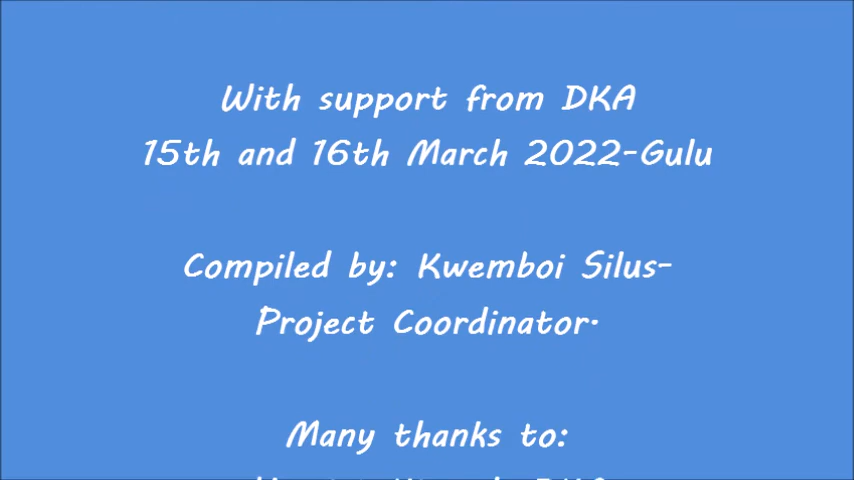 With support from DKA
15th and 16th March 2022-Gulu
Compiled by: Kwemboi Silus-
Project Coordinator.
Many thanks to: